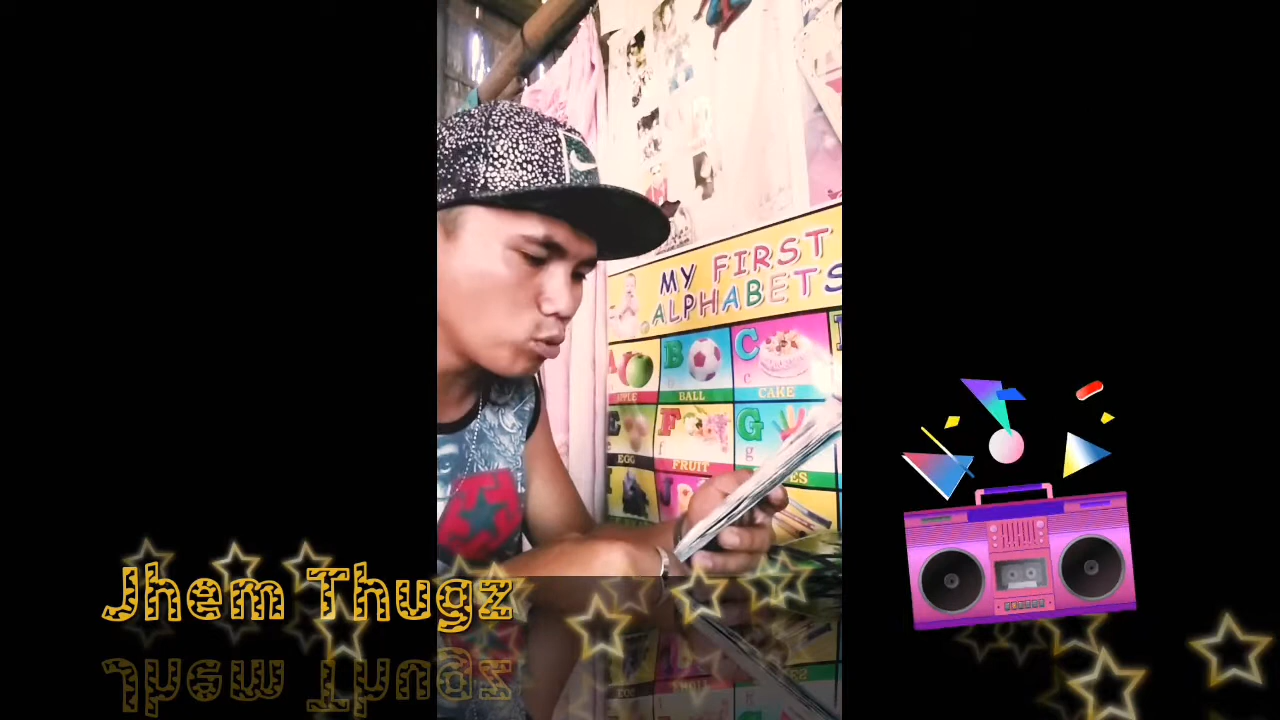 MY FIRST
ALPHABETS
B
C
c
APPLE
BALL
CAKE
F
G
f
g
EGG
FRUIT
Jhem Thugz